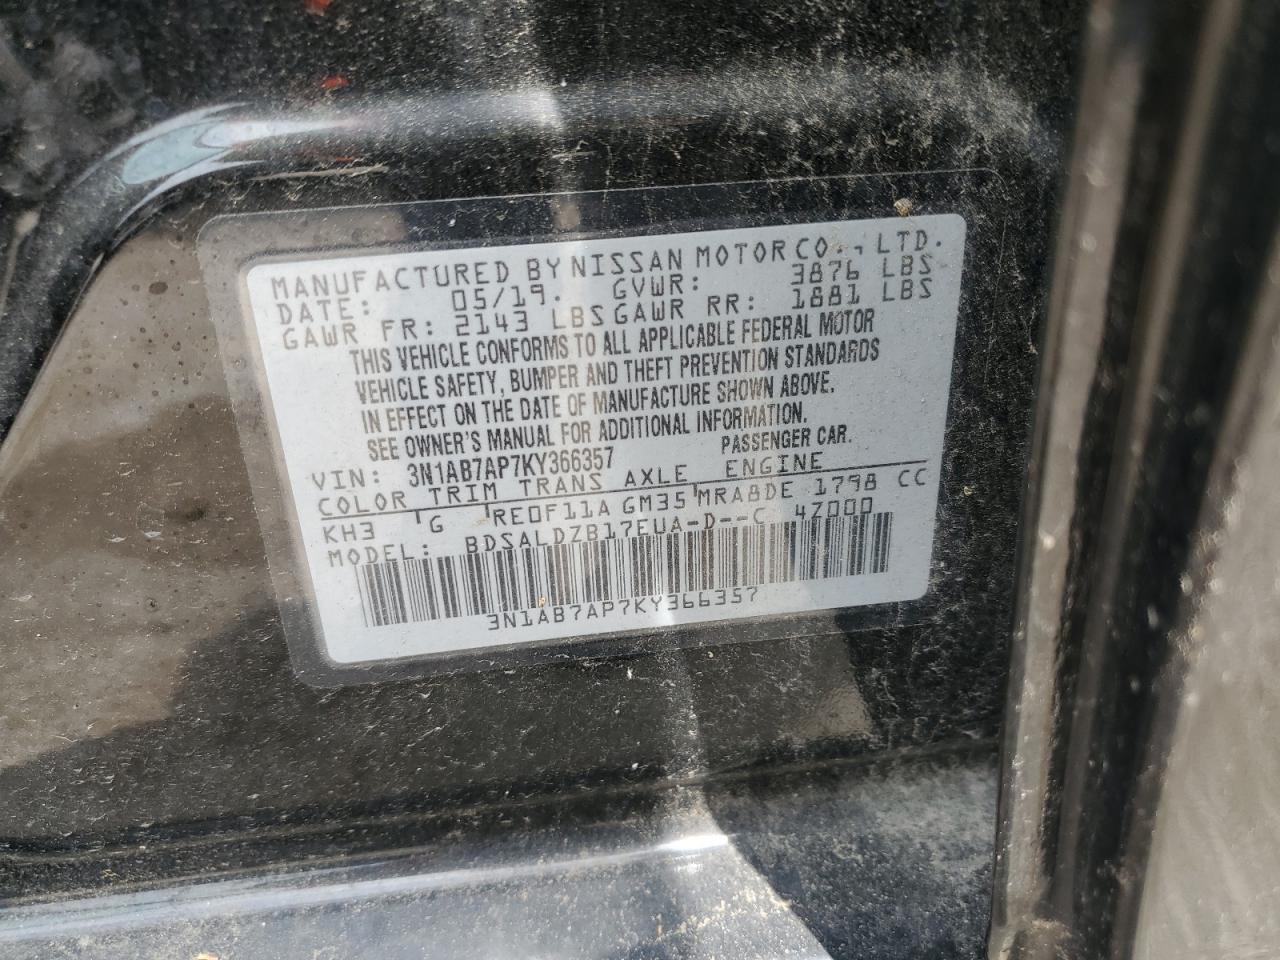 MANUFACTURED BY NISSAN MOTOR CO., LTD.
DATE: 05/19. GVWR: 3876 LBS
GAWR FR: 2143 LBS GAWR RR: 1881 LBS
THIS VEHICLE CONFORMS TO ALL APPLICABLE FEDERAL MOTOR
VEHICLE SAFETY, BUMPER AND THEFT PREVENTION STANDARDS
IN EFFECT ON THE DATE OF MANUFACTURE SHOWN ABOVE.
SEE OWNER'S MANUAL FOR ADDITIONAL INFORMATION.
VIN: 3N1AB7AP7KY366357 PASSENGER CAR.
COLOR TRIM TRANS AXLE ENGINE
KH3 G RE0F11A GM35 MRA8DE 1798 CC
MODEL: BDSALDZB17EUA-D--C 4Z000
3N1AB7AP7KY366357